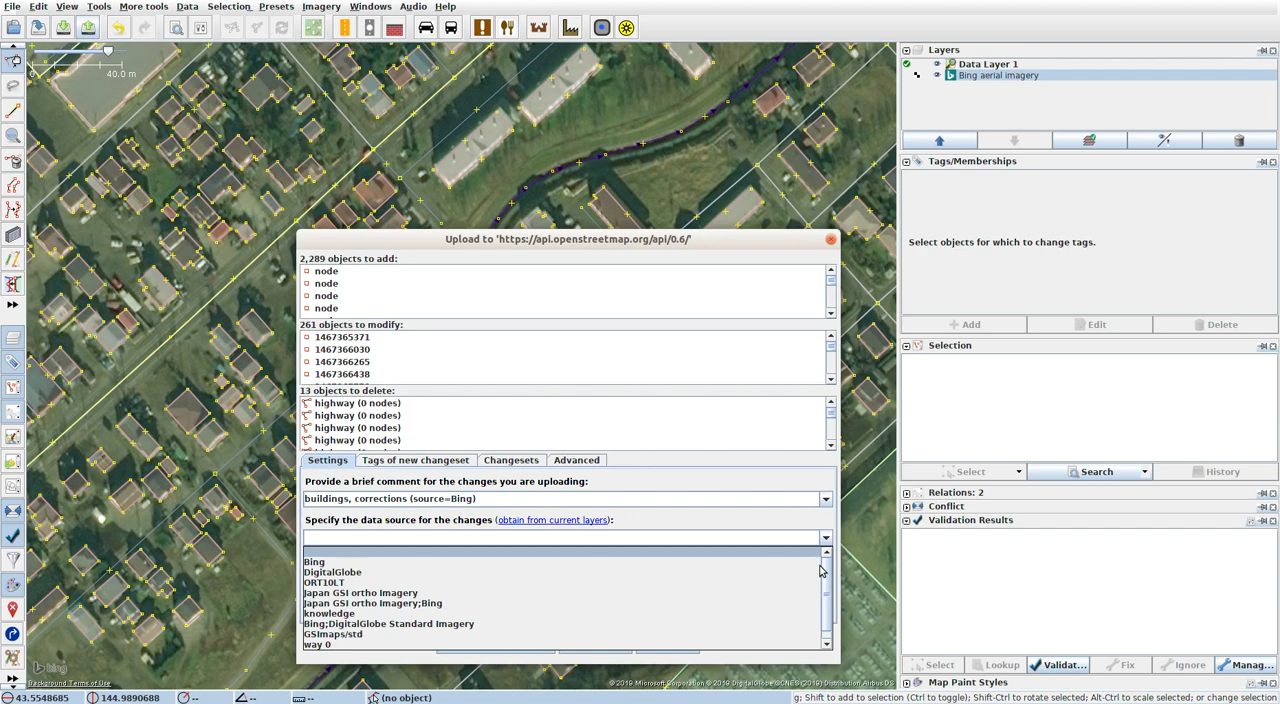 File Edit View Tools More tools Data Selection Presets Imagery Windows Audio Help
0 40.0 m
Layers
Data Layer 1
Bing aerial imagery
Tags/Memberships
Select objects for which to change tags.
Add Edit Delete
Selection
Select Search History
Relations: 2
Conflict
Validation Results
Select Lookup Validat... Fix Ignore Manag...
Map Paint Styles
Upload to 'https://api.openstreetmap.org/api/0.6/'
2,289 objects to add:
node
node
node
node
261 objects to modify:
1467365371
1467366030
1467366265
1467366438
13 objects to delete:
highway (0 nodes)
highway (0 nodes)
highway (0 nodes)
highway (0 nodes)
Settings Tags of new changeset Changesets Advanced
Provide a brief comment for the changes you are uploading:
buildings, corrections (source=Bing)
Specify the data source for the changes (obtain from current layers):
Bing
DigitalGlobe
ORT10LT
Japan GSI ortho Imagery
Japan GSI ortho Imagery;Bing
knowledge
Bing;DigitalGlobe Standard Imagery
GSImaps/std
way 0
bing
Background Terms of Use
© 2019 Microsoft Corporation © 2019 DigitalGlobe ©CNES (2019) Distribution Airbus DS
43.5548685 144.9890688 -- -- -- (no object) g; Shift to add to selection (Ctrl to toggle); Shift-Ctrl to rotate selected; Alt-Ctrl to scale selected; or change selection